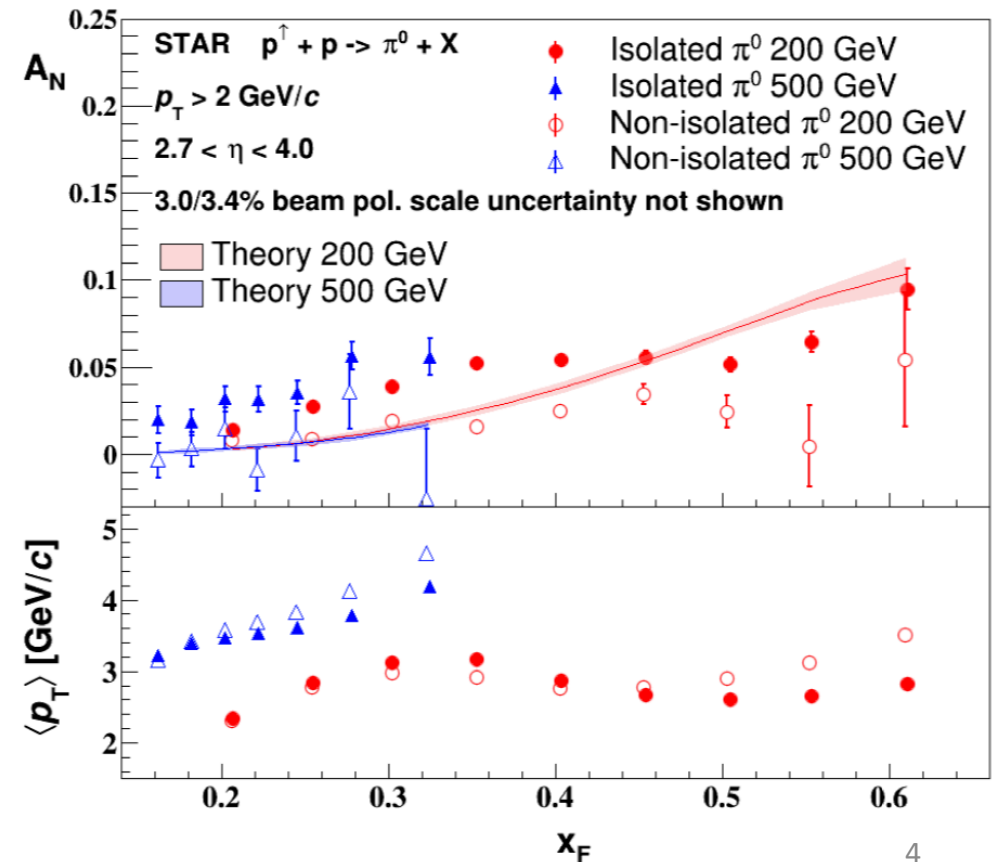 0.25
A_N
STAR p↑ + p -> π⁰ + X
p_T > 2 GeV/c
2.7 < η < 4.0
3.0/3.4% beam pol. scale uncertainty not shown
Isolated π⁰ 200 GeV
Isolated π⁰ 500 GeV
Non-isolated π⁰ 200 GeV
Non-isolated π⁰ 500 GeV
Theory 200 GeV
Theory 500 GeV
0.2
0.15
0.1
0.05
0
⟨p_T⟩ [GeV/c]
5
4
3
2
0.2 0.3 0.4 0.5 0.6
x_F
4